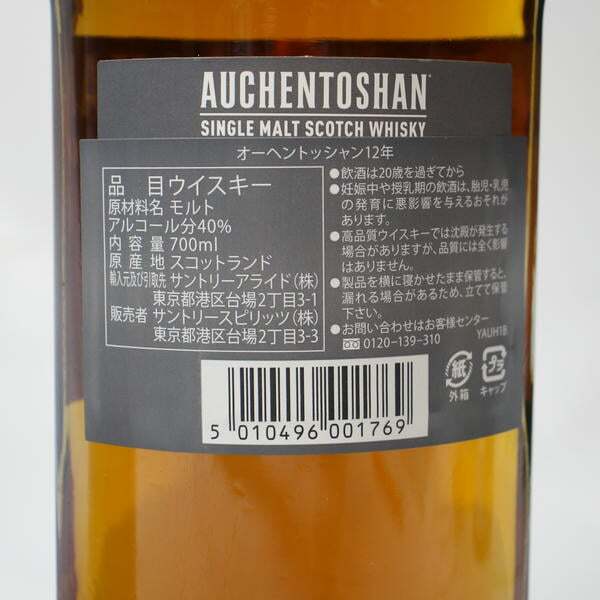 AUCHENTOSHAN
SINGLE MALT SCOTCH WHISKY
オーヘントッシャン12年
品 目 ウイスキー
原材料名 モルト
アルコール分 40%
内 容 量 700ml
原 産 地 スコットランド
輸入元及び引取先 サントリーアライド(株)
東京都港区台場2丁目3-1
販売者 サントリースピリッツ(株)
東京都港区台場2丁目3-3
●飲酒は20歳を過ぎてから
●妊娠中や授乳期の飲酒は、胎児・乳児
の発育に悪影響を与えるおそれが
あります。
●高品質ウイスキーでは沈殿が発生する
場合がありますが、品質には全く影響
はありません。
●製品を横に寝かせたまま保管すると、
漏れる場合があるため、立てて保管
下さい。
●お問い合わせはお客様センター
0120-139-310
YAUH1B
紙
外箱
プラ
キャップ
5 010496 001769